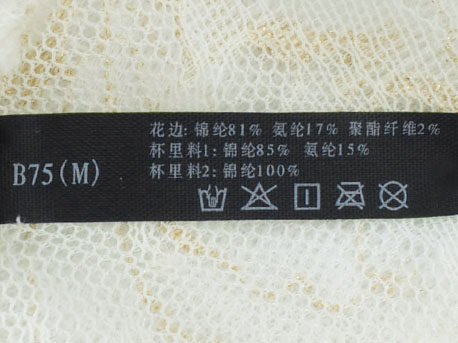 花边: 锦纶81% 氨纶17% 聚酯纤维2%
杯里料1: 锦纶85% 氨纶15%
B75(M)
杯里料2: 锦纶100%